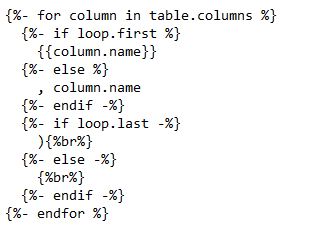 {%- for column in table.columns %}
  {%- if loop.first %}
    {{column.name}}
  {%- else %}
    , column.name
  {%- endif -%}
  {%- if loop.last -%}
    ){%br%}
  {%- else -%}
    {%br%}
  {%- endif -%}
{%- endfor %}